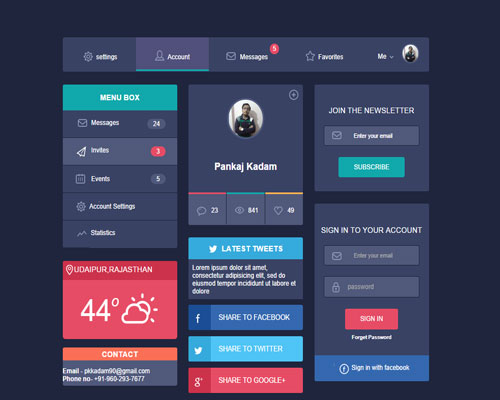 settings
Account
Messages
5
Favorites
Me
MENU BOX
Messages 24
Invites 3
Events 5
Account Settings
Statistics
UDAIPUR,RAJASTHAN
44°
CONTACT
Email - pkkadam90@gmail.com
Phone no- +91-960-293-7677
Pankaj Kadam
23 841 49
LATEST TWEETS
Lorem ipsum dolor sit amet,
consectetur adipisicing elit, sed do
eiusmod tempor incididunt ut labore et
dolore
f SHARE TO FACEBOOK
SHARE TO TWITTER
g+ SHARE TO GOOGLE+
JOIN THE NEWSLETTER
Enter your email
SUBSCRIBE
SIGN IN TO YOUR ACCOUNT
Enter your email
password
SIGN IN
Forget Password
f Sign in with facebook